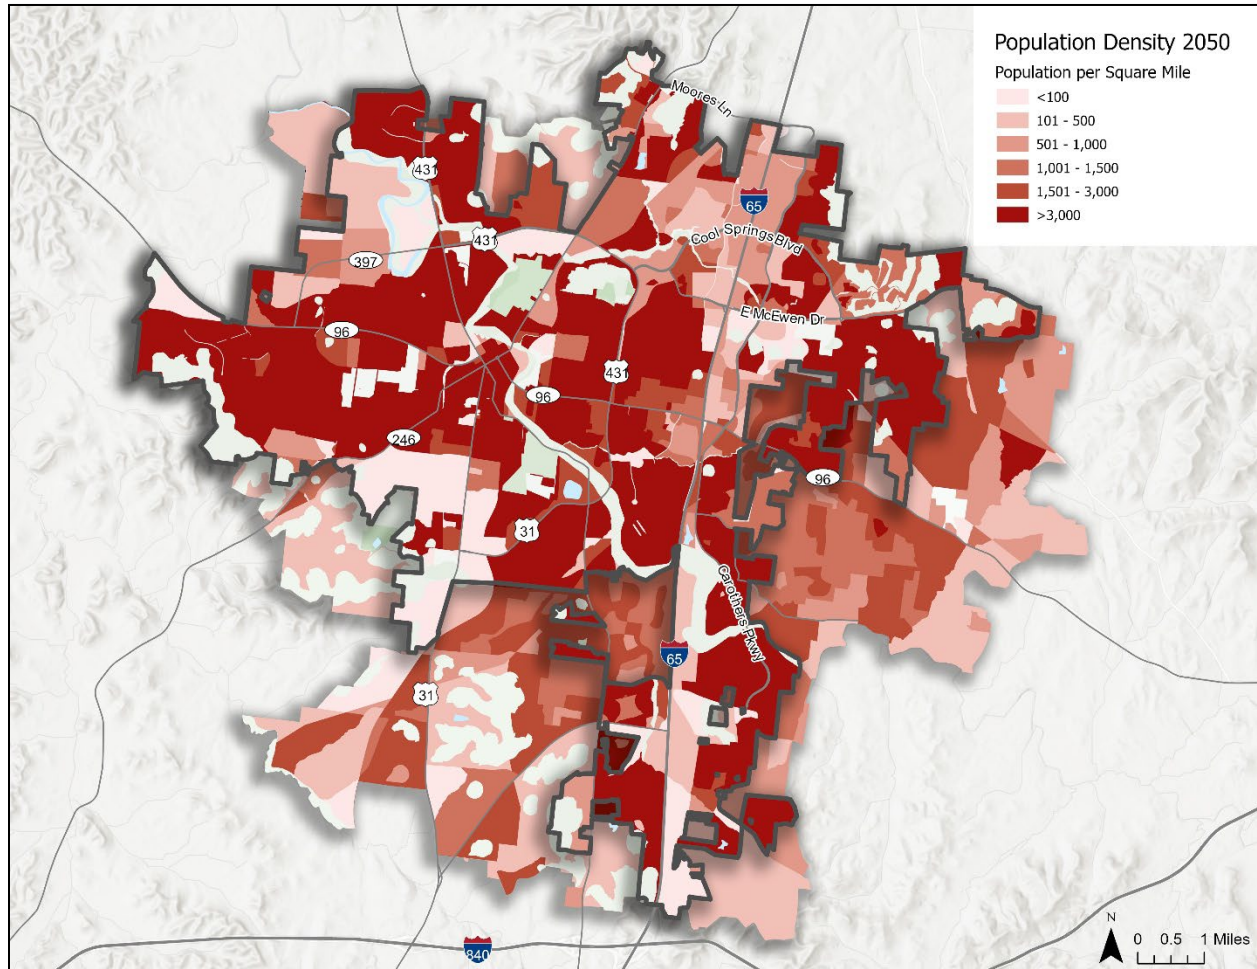 Population Density 2050
Population per Square Mile
<100
101 - 500
501 - 1,000
1,001 - 1,500
1,501 - 3,000
>3,000
Moores Ln
431
65
431
Cool Springs Blvd
397
E McEwen Dr
96
431
96
246
96
31
Carothers Pkwy
65
31
840
N
0 0.5 1 Miles